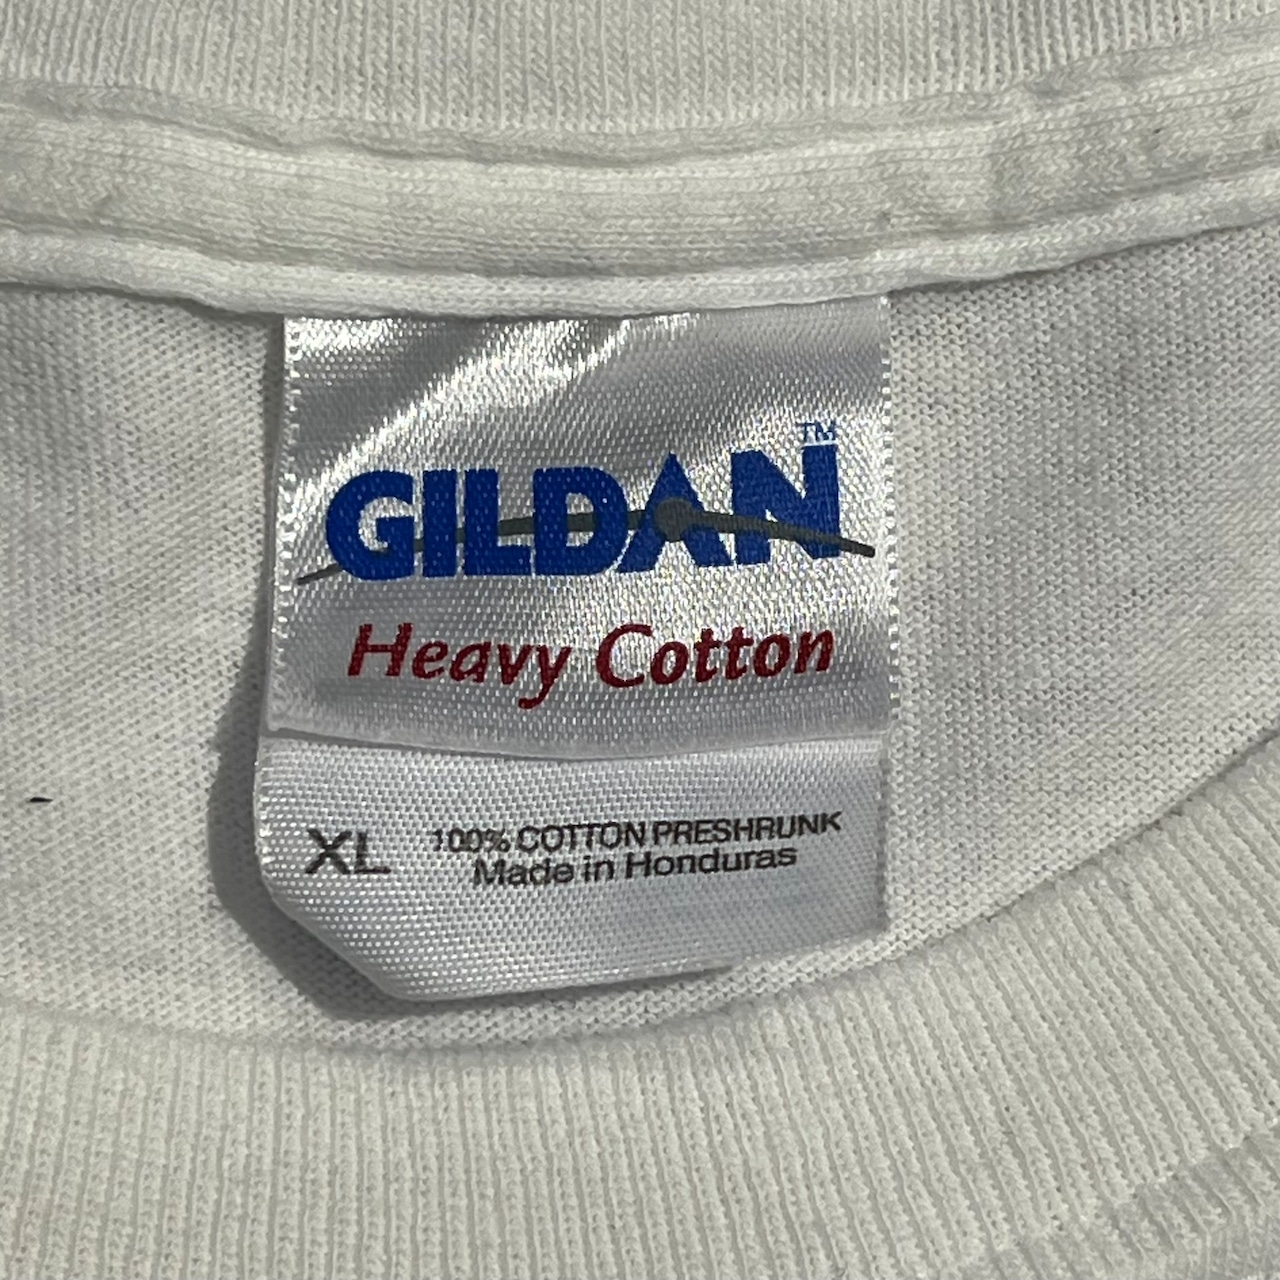 GILDAN™
Heavy Cotton
XL 100% COTTON PRESHRUNK
Made in Honduras